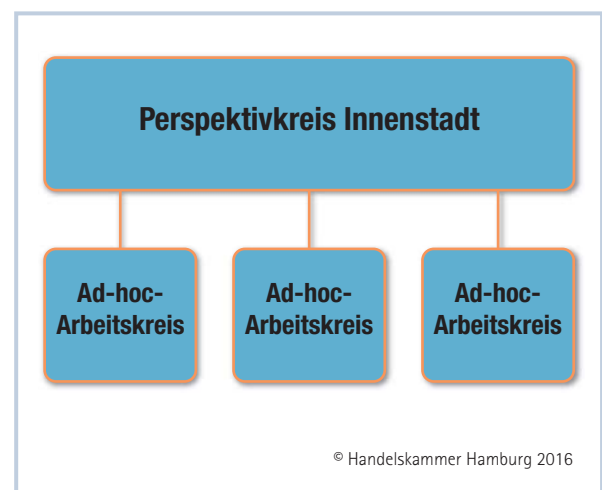 Perspektivkreis Innenstadt
Ad-hoc-
Arbeitskreis
Ad-hoc-
Arbeitskreis
Ad-hoc-
Arbeitskreis
© Handelskammer Hamburg 2016